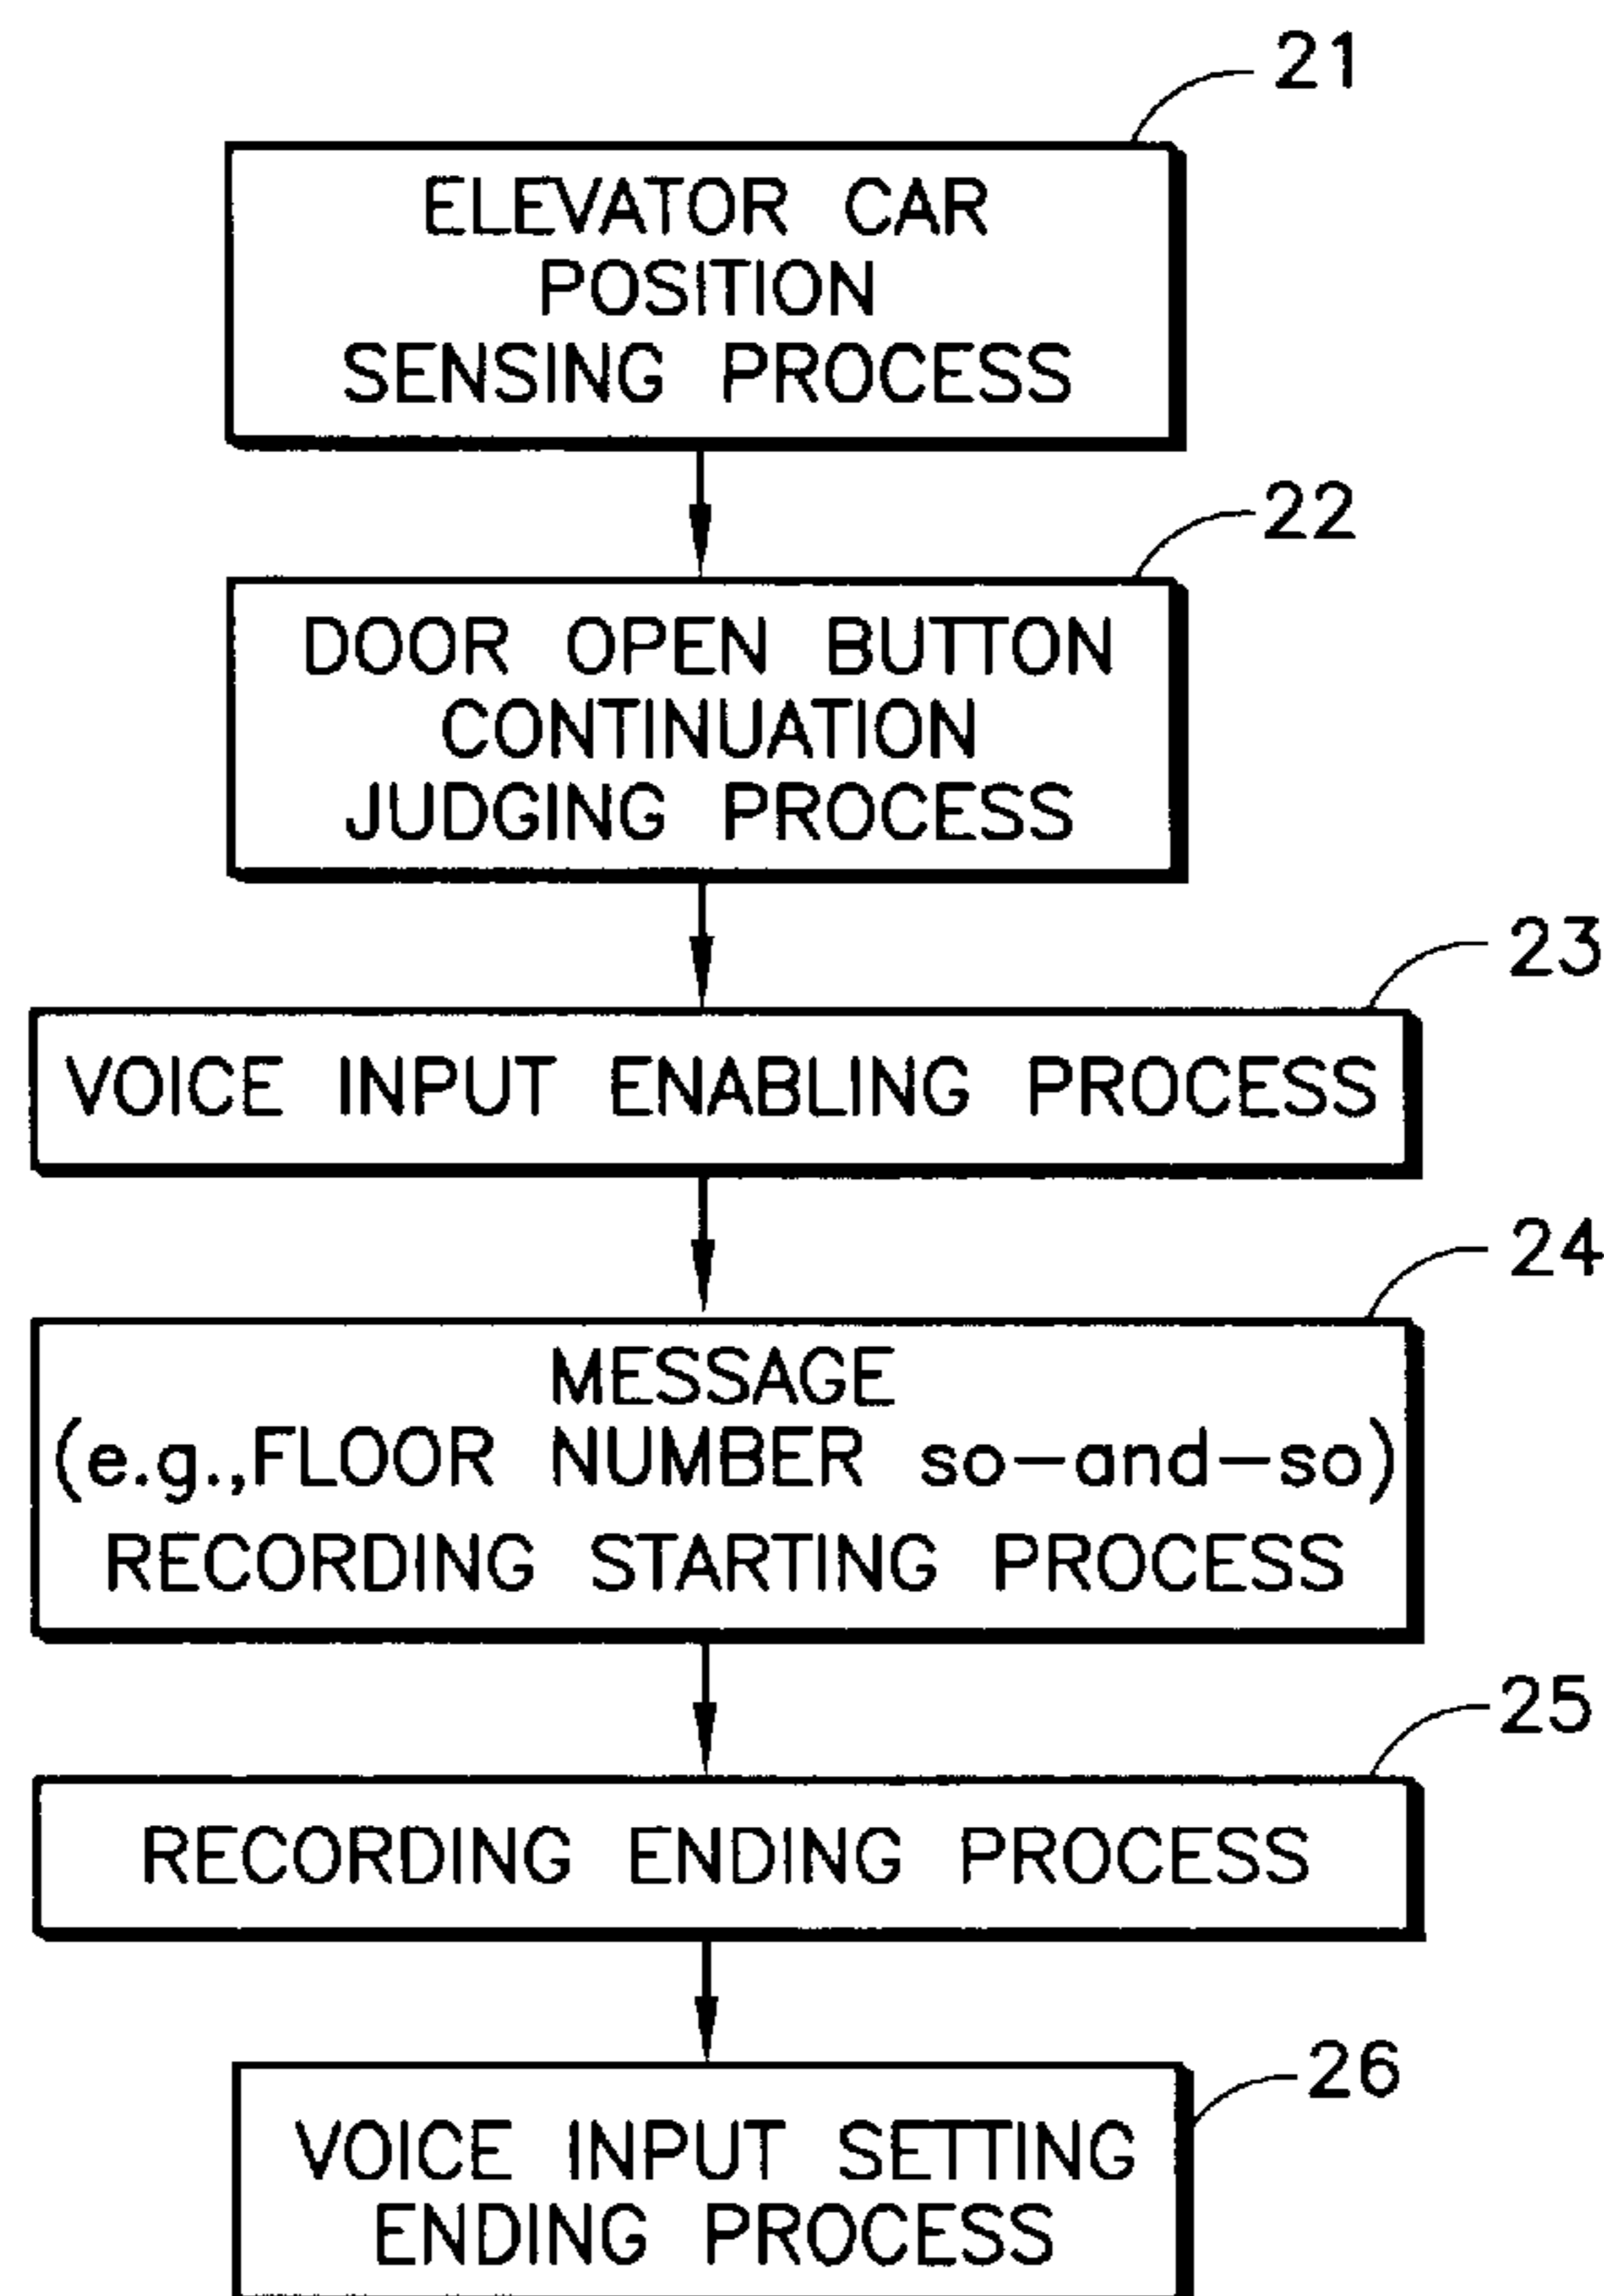 21
ELEVATOR CAR
POSITION
SENSING PROCESS
22
DOOR OPEN BUTTON
CONTINUATION
JUDGING PROCESS
23
VOICE INPUT ENABLING PROCESS
24
MESSAGE
(e.g.,FLOOR NUMBER so-and-so)
RECORDING STARTING PROCESS
25
RECORDING ENDING PROCESS
26
VOICE INPUT SETTING
ENDING PROCESS